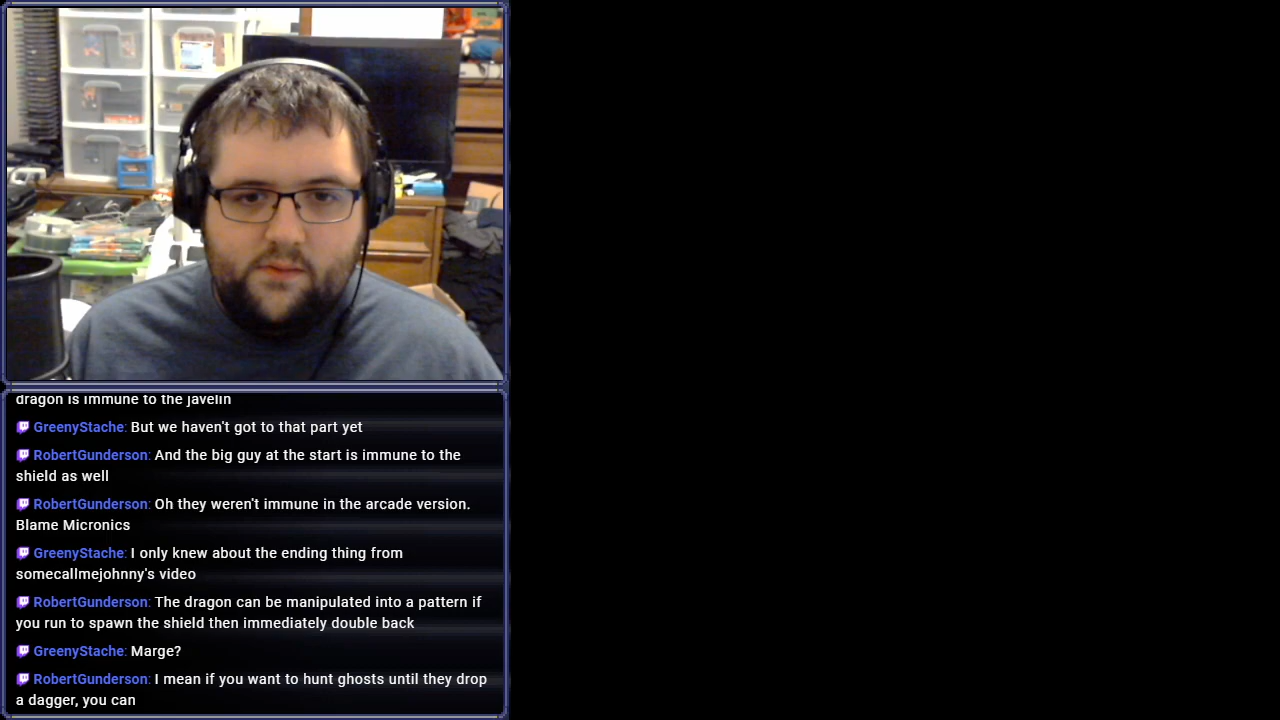 dragon is immune to the javelin
GreenyStache: But we haven't got to that part yet
RobertGunderson: And the big guy at the start is immune to the
shield as well
RobertGunderson: Oh they weren't immune in the arcade version.
Blame Micronics
GreenyStache: I only knew about the ending thing from
somecallmejohnny's video
RobertGunderson: The dragon can be manipulated into a pattern if
you run to spawn the shield then immediately double back
GreenyStache: Marge?
RobertGunderson: I mean if you want to hunt ghosts until they drop
a dagger, you can